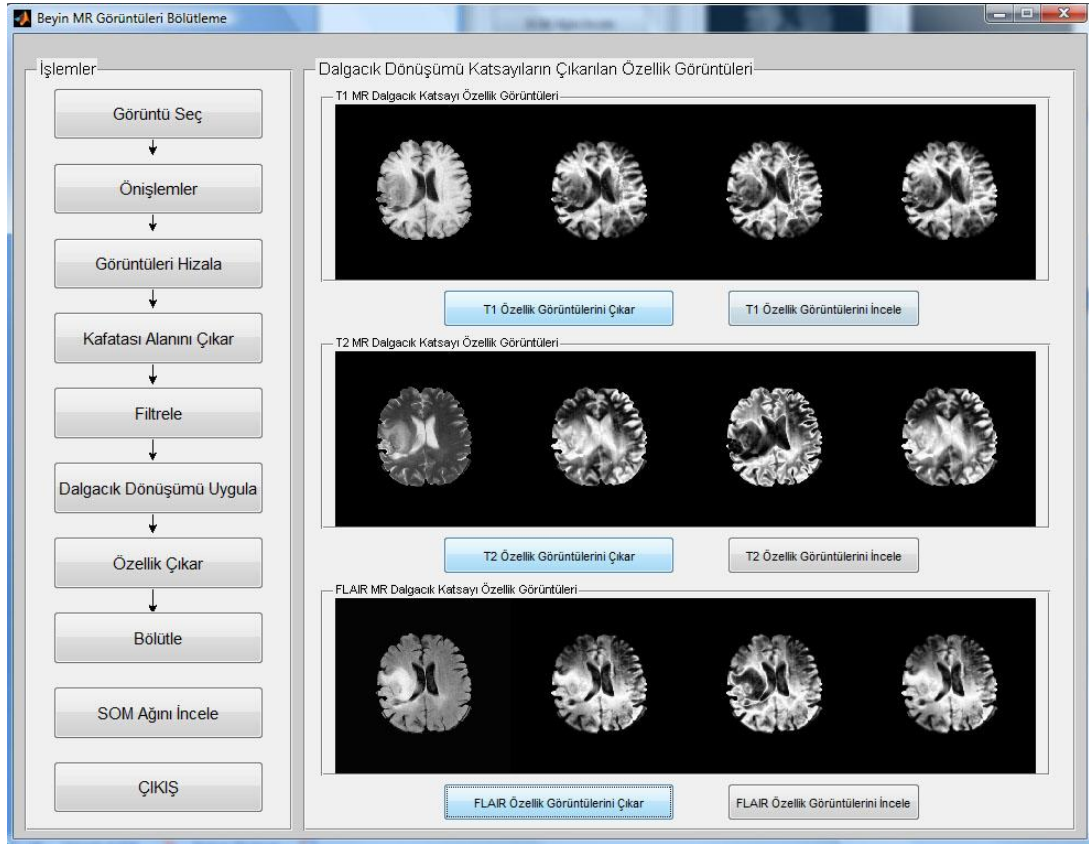 Beyin MR Görüntüleri Bölütleme
İşlemler
Görüntü Seç
Önişlemler
Görüntüleri Hizala
Kafatası Alanını Çıkar
Filtrele
Dalgacık Dönüşümü Uygula
Özellik Çıkar
Bölütle
SOM Ağını İncele
ÇIKIŞ
Dalgacık Dönüşümü Katsayıların Çıkarılan Özellik Görüntüleri
T1 MR Dalgacık Katsayı Özellik Görüntüleri
T1 Özellik Görüntülerini Çıkar
T1 Özellik Görüntülerini İncele
T2 MR Dalgacık Katsayı Özellik Görüntüleri
T2 Özellik Görüntülerini Çıkar
T2 Özellik Görüntülerini İncele
FLAIR MR Dalgacık Katsayı Özellik Görüntüleri
FLAIR Özellik Görüntülerini Çıkar
FLAIR Özellik Görüntülerini İncele